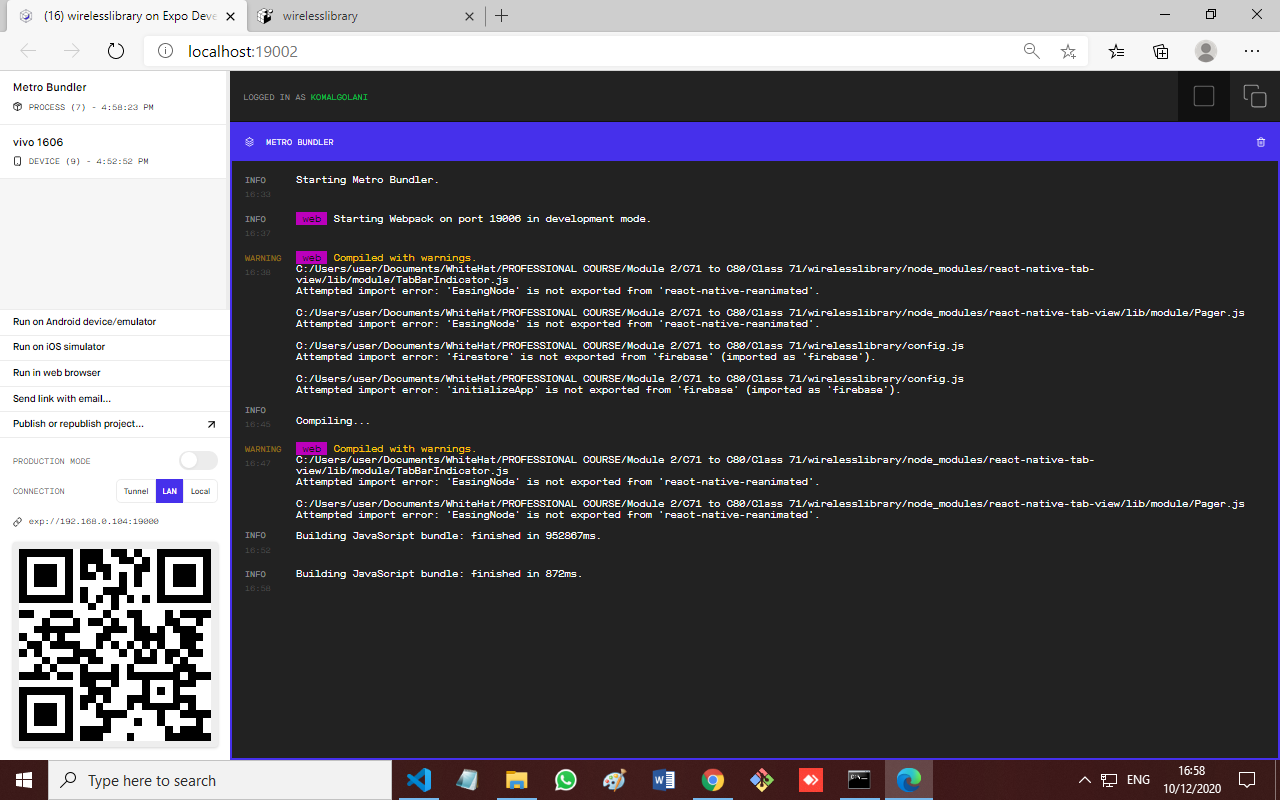 (16) wirelesslibrary on Expo Deve
wirelesslibrary
localhost:19002
Metro Bundler
PROCESS (7) - 4:58:23 PM
vivo 1606
DEVICE (9) - 4:52:52 PM
Run on Android device/emulator
Run on iOS simulator
Run in web browser
Send link with email...
Publish or republish project...
PRODUCTION MODE
CONNECTION
Tunnel LAN Local
exp://192.168.0.104:19000
LOGGED IN AS KOMALGOLANI
METRO BUNDLER
INFO Starting Metro Bundler.
16:33
INFO web Starting Webpack on port 19006 in development mode.
16:37
WARNING web Compiled with warnings.
16:38
C:/Users/user/Documents/WhiteHat/PROFESSIONAL COURSE/Module 2/C71 to C80/Class 71/wirelesslibrary/node_modules/react-native-tab-
view/lib/module/TabBarIndicator.js
Attempted import error: 'EasingNode' is not exported from 'react-native-reanimated'.
C:/Users/user/Documents/WhiteHat/PROFESSIONAL COURSE/Module 2/C71 to C80/Class 71/wirelesslibrary/node_modules/react-native-tab-view/lib/module/Pager.js
Attempted import error: 'EasingNode' is not exported from 'react-native-reanimated'.
C:/Users/user/Documents/WhiteHat/PROFESSIONAL COURSE/Module 2/C71 to C80/Class 71/wirelesslibrary/config.js
Attempted import error: 'firestore' is not exported from 'firebase' (imported as 'firebase').
C:/Users/user/Documents/WhiteHat/PROFESSIONAL COURSE/Module 2/C71 to C80/Class 71/wirelesslibrary/config.js
Attempted import error: 'initializeApp' is not exported from 'firebase' (imported as 'firebase').
INFO
16:45 Compiling...
WARNING web Compiled with warnings.
16:47
C:/Users/user/Documents/WhiteHat/PROFESSIONAL COURSE/Module 2/C71 to C80/Class 71/wirelesslibrary/node_modules/react-native-tab-
view/lib/module/TabBarIndicator.js
Attempted import error: 'EasingNode' is not exported from 'react-native-reanimated'.
C:/Users/user/Documents/WhiteHat/PROFESSIONAL COURSE/Module 2/C71 to C80/Class 71/wirelesslibrary/node_modules/react-native-tab-view/lib/module/Pager.js
Attempted import error: 'EasingNode' is not exported from 'react-native-reanimated'.
INFO Building JavaScript bundle: finished in 952867ms.
16:52
INFO Building JavaScript bundle: finished in 872ms.
16:58
Type here to search
ENG
16:58
10/12/2020